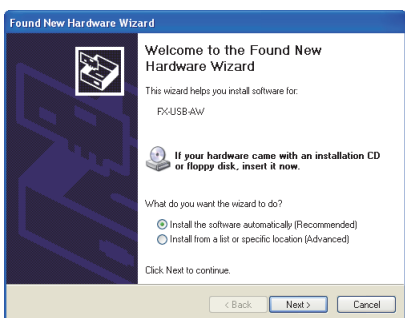 Found New Hardware Wizard
Welcome to the Found New
Hardware Wizard
This wizard helps you install software for:
FX-USB-AW
If your hardware came with an installation CD
or floppy disk, insert it now.
What do you want the wizard to do?
Install the software automatically (Recommended)
Install from a list or specific location (Advanced)
Click Next to continue.
< Back
Next >
Cancel